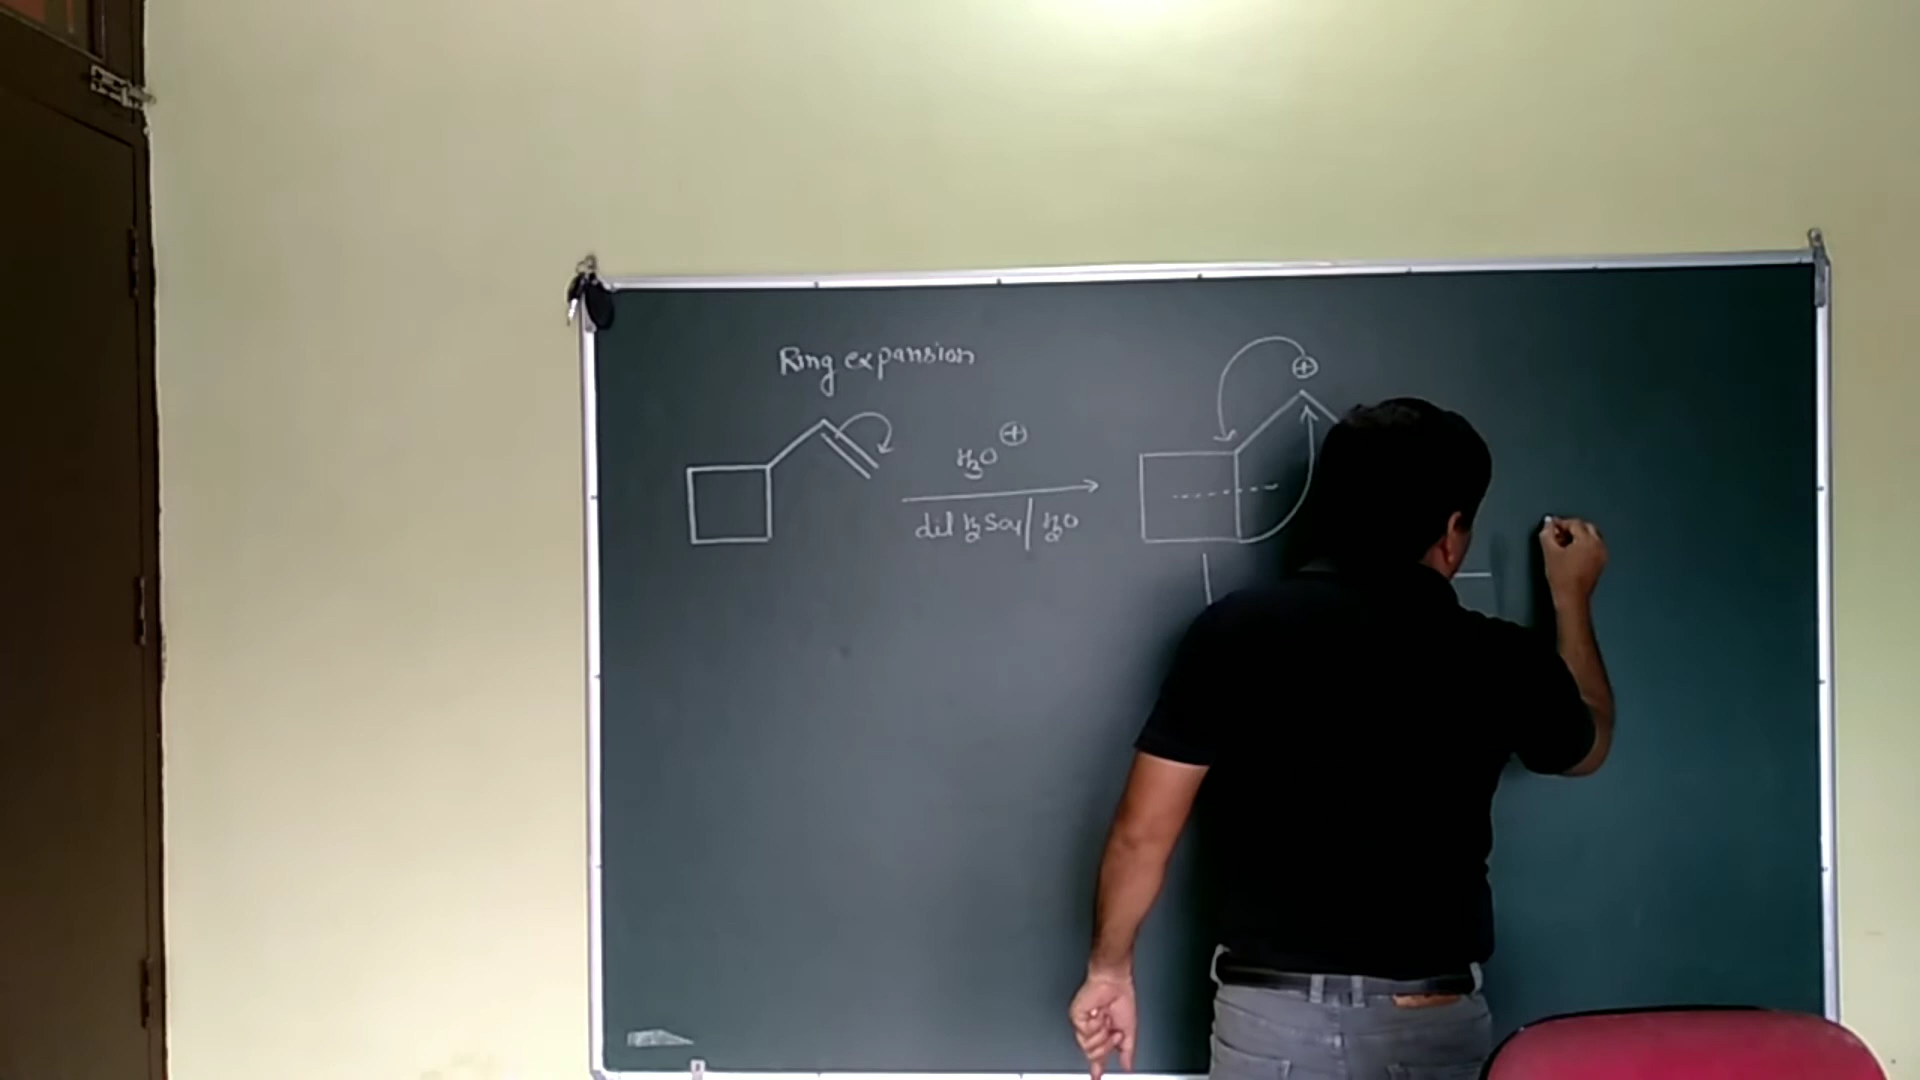 Ring expansion
⊕
H₃O⊕
dil H₂SO₄/H₂O